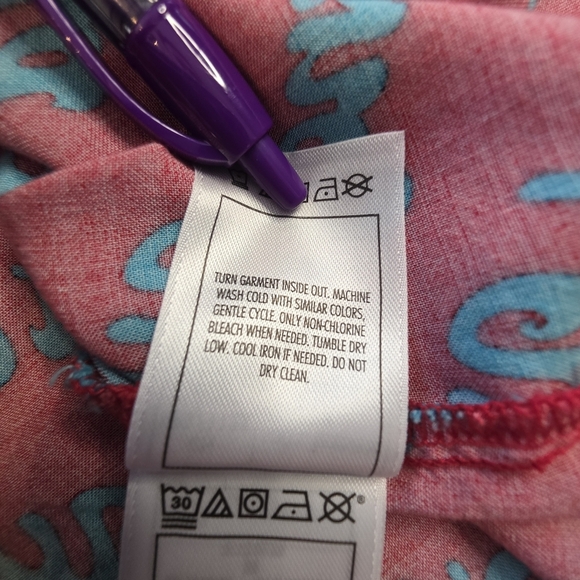 TURN GARMENT INSIDE OUT. MACHINE
WASH COLD WITH SIMILAR COLORS,
GENTLE CYCLE. ONLY NON-CHLORINE
BLEACH WHEN NEEDED. TUMBLE DRY
LOW. COOL IRON IF NEEDED. DO NOT
DRY CLEAN.
30 ®